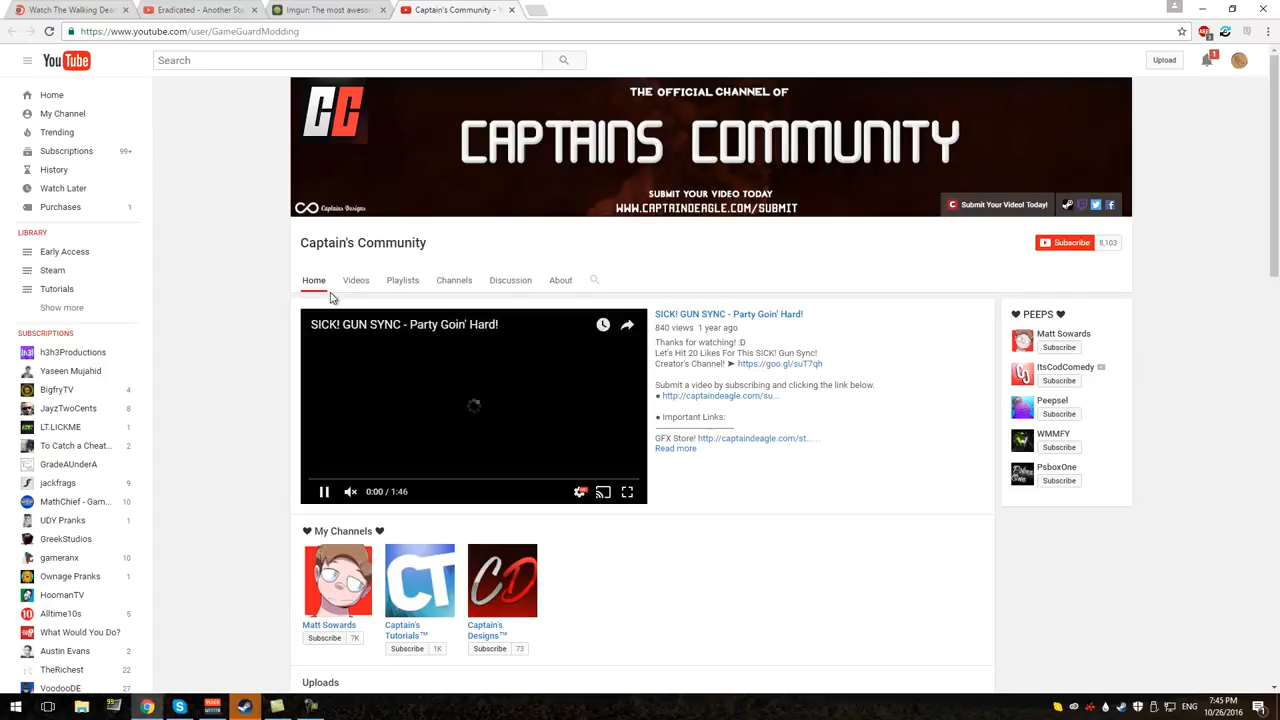 Watch The Walking Dea
Eradicated - Another Ste
Imgur: The most aweso
Captain's Community - Y
https://www.youtube.com/user/GameGuardModding
YouTube
Search
Upload
1
Home
My Channel
Trending
Subscriptions 99+
History
Watch Later
Purchases 1
LIBRARY
Early Access
Steam
Tutorials
Show more
SUBSCRIPTIONS
h3h3Productions
Yaseen Mujahid
BigfryTV 4
JayzTwoCents 8
LT.LICKME 1
To Catch a Cheat... 1
GradeAUnderA
jackfrags 3
MathChief - Gam... 10
UDY Pranks 1
GreekStudios
gameranx 10
Ownage Pranks 1
HoomanTV
Alltime10s 5
What Would You Do?
Austin Evans 2
TheRichest 22
VoodooDE 27
CC
THE OFFICIAL CHANNEL OF
CAPTAINS COMMUNITY
SUBMIT YOUR VIDEO TODAY
WWW.CAPTAINDEAGLE.COM/SUBMIT
Captains Designs
Submit Your Video! Today!
Captain's Community
Subscribe 8,103
Home Videos Playlists Channels Discussion About
SICK! GUN SYNC - Party Goin' Hard!
0:00 / 1:46
SICK! GUN SYNC - Party Goin' Hard!
840 views 1 year ago
Thanks for watching! :D
Let's Hit 20 Likes For This SICK! Gun Sync!
Creator's Channel! ➤ https://goo.gl/suT7qh
Submit a video by subscribing and clicking the link below.
● http://captaindeagle.com/su...
● Important Links:
GFX Store! http://captaindeagle.com/st......
Read more
♥ PEEPS ♥
Matt Sowards
Subscribe
ItsCodComedy
Subscribe
Peepsel
Subscribe
WMMFY
Subscribe
PsboxOne
Subscribe
♥ My Channels ♥
Matt Sowards
Subscribe 7K
CT
Captain's Tutorials™
Subscribe 1K
CD
Captain's Designs™
Subscribe 73
Uploads
ENG
7:45 PM
10/26/2016